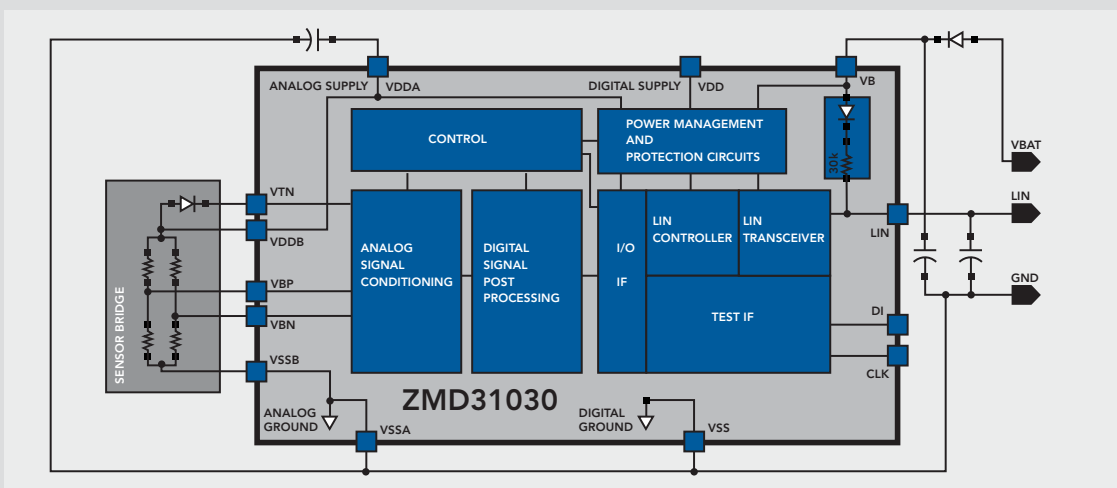 ANALOG SUPPLY
VDDA
DIGITAL SUPPLY
VDD
VB
CONTROL
POWER MANAGEMENT
AND
PROTECTION CIRCUITS
30k
VBAT
VTN
VDDB
LIN
LIN
SENSOR BRIDGE
ANALOG
SIGNAL
CONDITIONING
DIGITAL
SIGNAL
POST
PROCESSING
I/O
IF
LIN
CONTROLLER
LIN
TRANSCEIVER
VBP
VBN
GND
TEST IF
DI
VSSB
CLK
ZMD31030
ANALOG
GROUND
VSSA
DIGITAL
GROUND
VSS